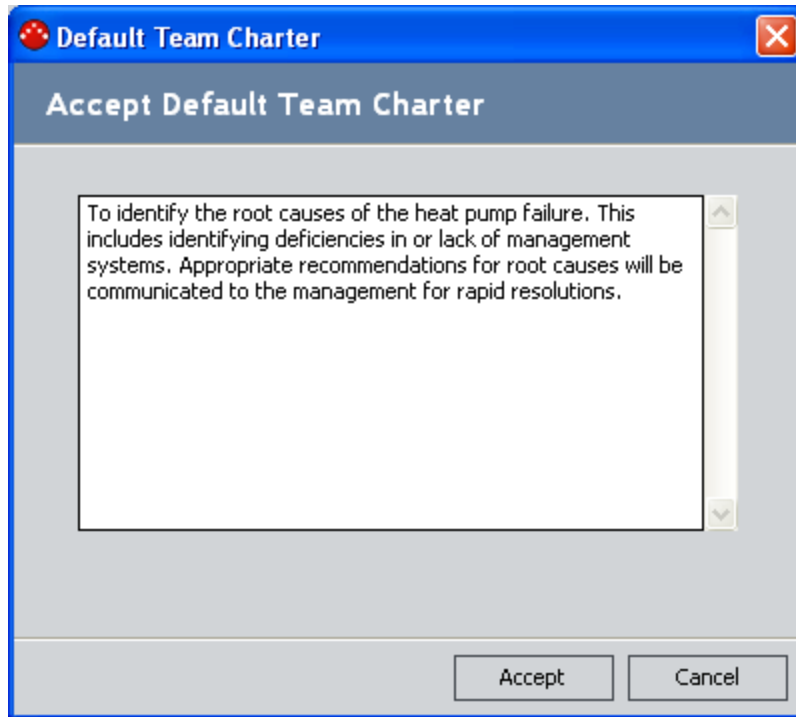 Default Team Charter
Accept Default Team Charter
To identify the root causes of the heat pump failure. This
includes identifying deficiencies in or lack of management
systems. Appropriate recommendations for root causes will be
communicated to the management for rapid resolutions.
Accept
Cancel